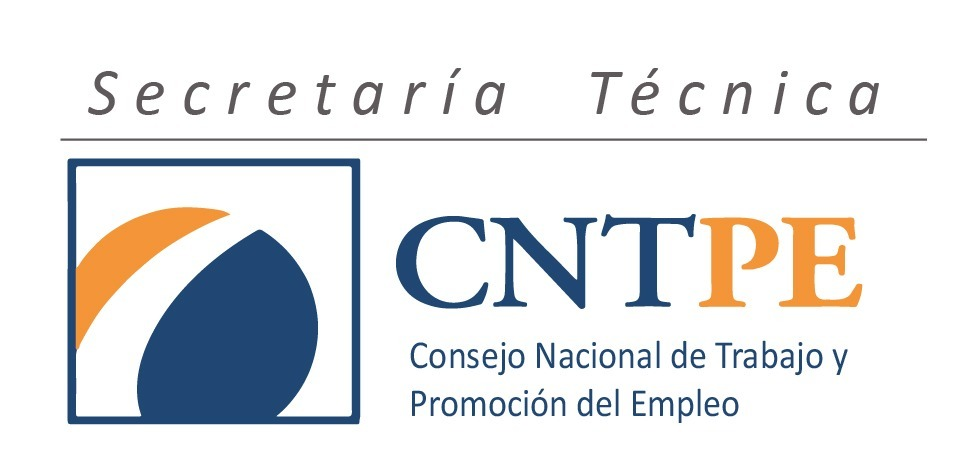 Secretaría Técnica
CNTPE
Consejo Nacional de Trabajo y
Promoción del Empleo